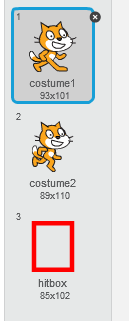 1
costume1
93x101
2
costume2
89x110
3
hitbox
85x102